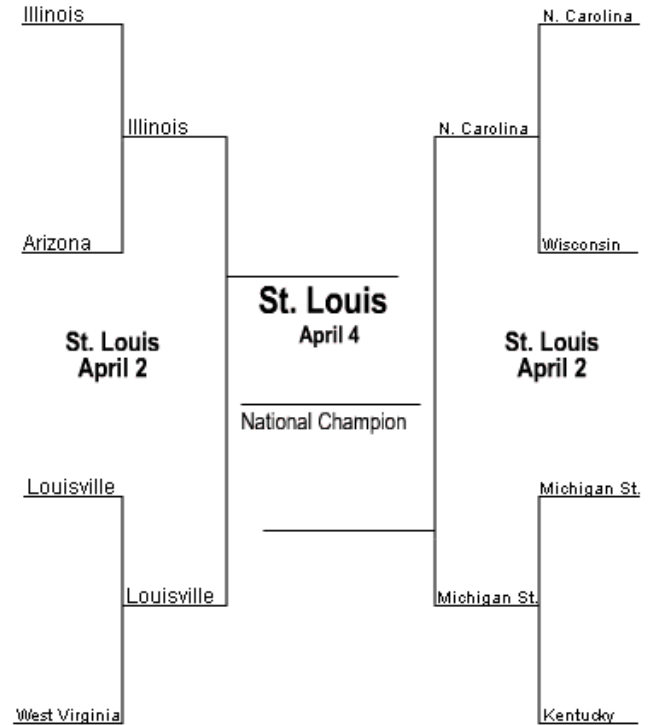 Illinois
N. Carolina
Illinois
N. Carolina
Arizona
Wisconsin
St. Louis
April 4
St. Louis
April 2
St. Louis
April 2
National Champion
Louisville
Michigan St.
Louisville
Michigan St.
West Virginia
Kentucky